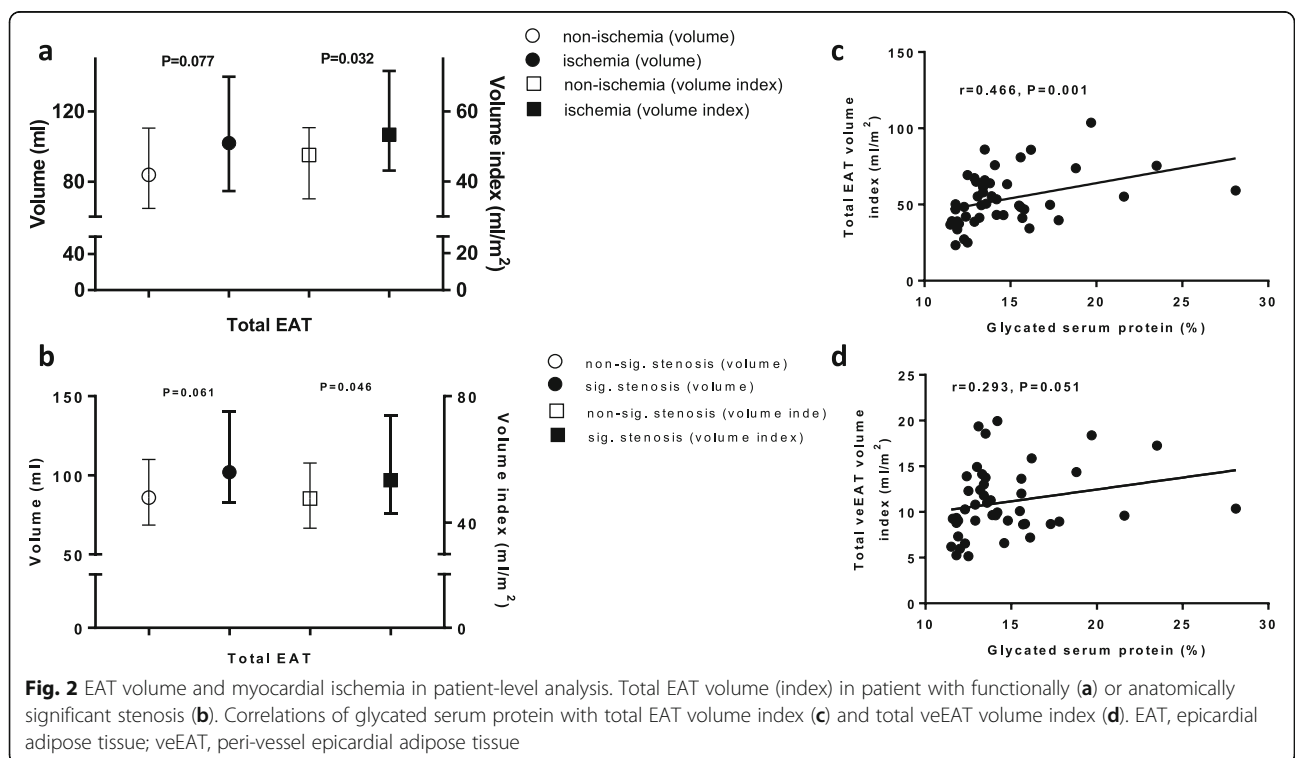 a
P=0.077
P=0.032
Volume (ml)
120
80
40
0
Volume index (ml/m²)
60
40
20
0
Total EAT
○ non-ischemia (volume)
● ischemia (volume)
□ non-ischemia (volume index)
■ ischemia (volume index)
b
P=0.061
P=0.046
Volume (ml)
150
100
50
0
Volume index (ml/m²)
80
40
0
Total EAT
○ non-sig. stenosis (volume)
● sig. stenosis (volume)
□ non-sig. stenosis (volume inde)
■ sig. stenosis (volume index)
c
r=0.466, P=0.001
Total EAT volume
index (ml/m²)
150
100
50
0
10 15 20 25 30
Glycated serum protein (%)
d
r=0.293, P=0.051
Total veEAT volume
index (ml/m²)
25
20
15
10
5
0
10 15 20 25 30
Glycated serum protein (%)
Fig. 2 EAT volume and myocardial ischemia in patient-level analysis. Total EAT volume (index) in patient with functionally (a) or anatomically
significant stenosis (b). Correlations of glycated serum protein with total EAT volume index (c) and total veEAT volume index (d). EAT, epicardial
adipose tissue; veEAT, peri-vessel epicardial adipose tissue